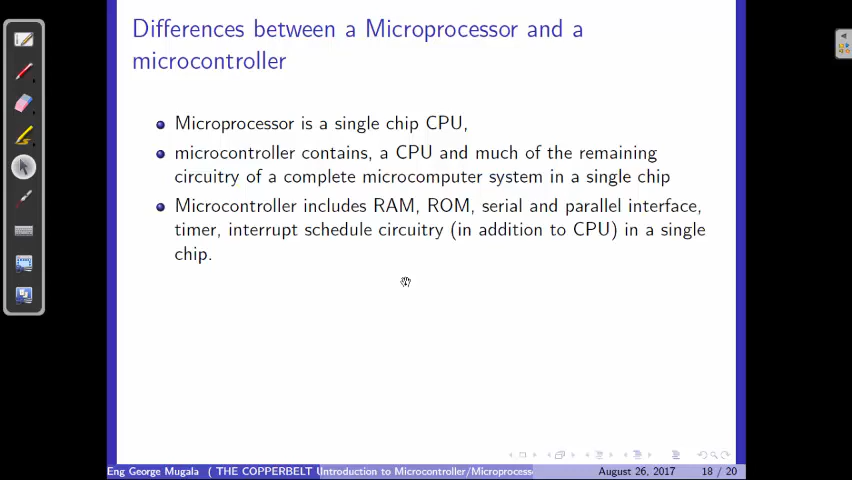 Differences between a Microprocessor and a
microcontroller
Microprocessor is a single chip CPU,
microcontroller contains, a CPU and much of the remaining
circuitry of a complete microcomputer system in a single chip
Microcontroller includes RAM, ROM, serial and parallel interface,
timer, interrupt schedule circuitry (in addition to CPU) in a single
chip.
Eng George Mugala ( THE COPPERBELT Introduction to Microcontroller/Microprocess August 26, 2017 18 / 20